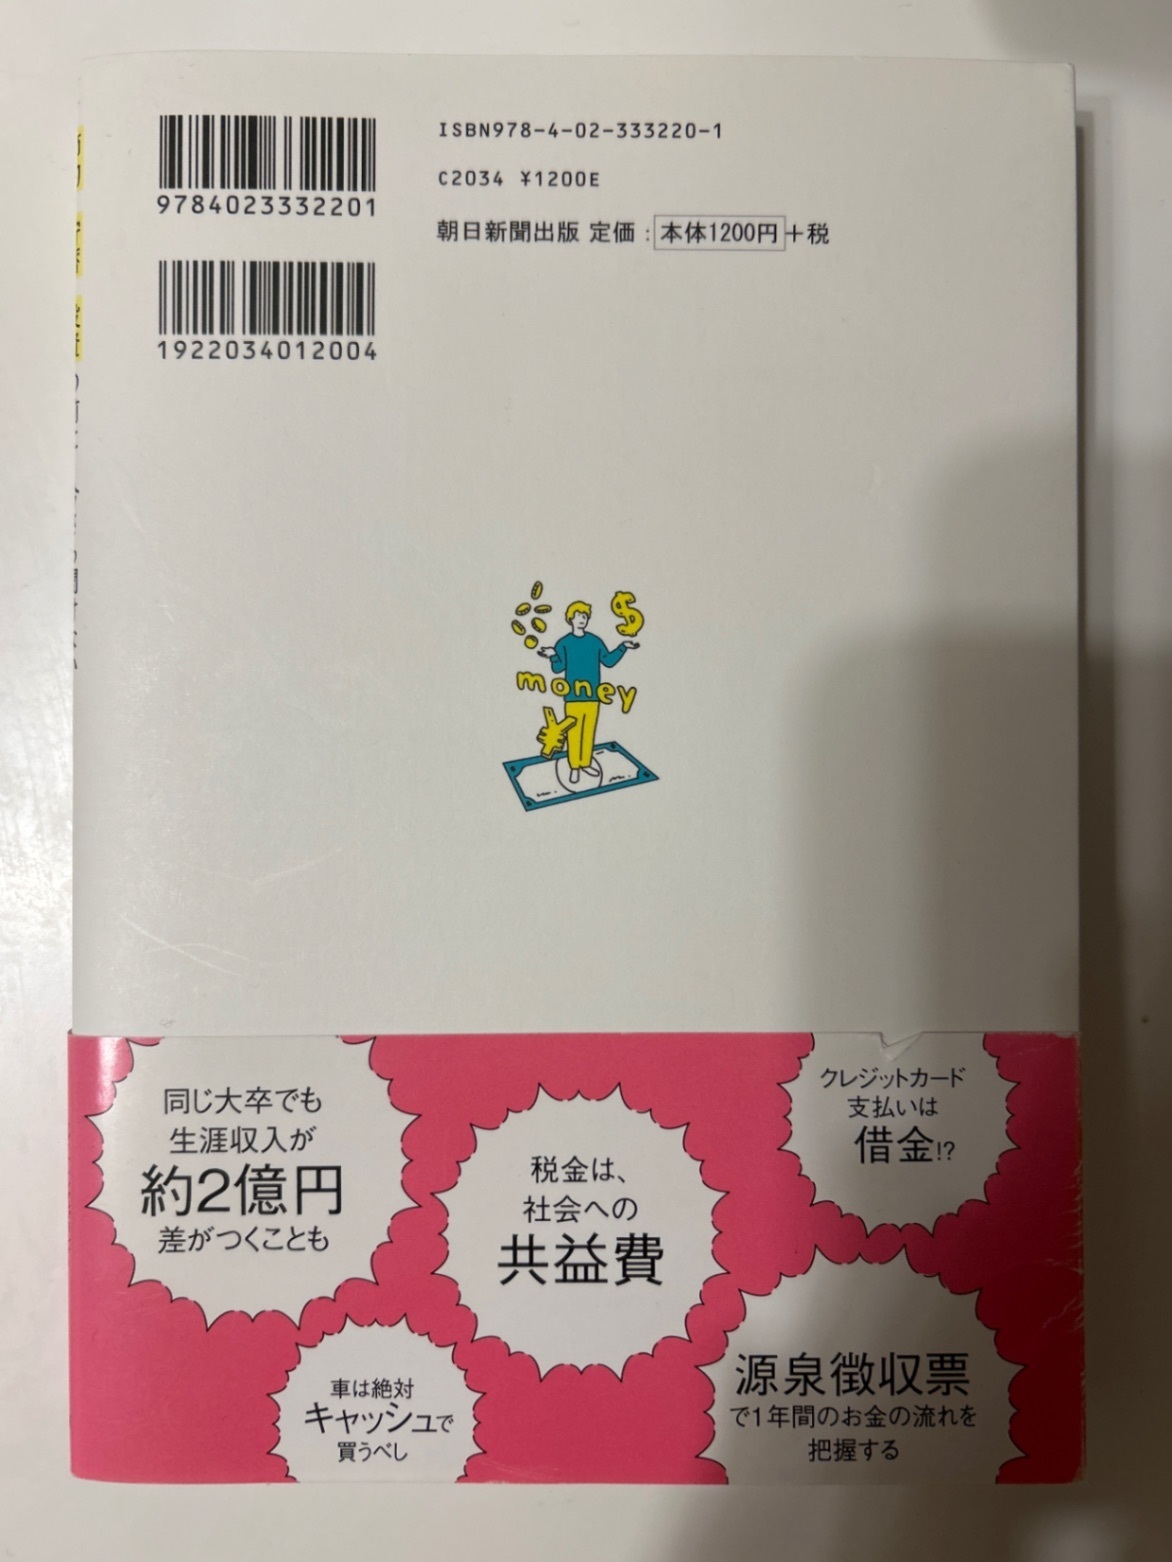 9784023332201
ISBN978-4-02-333220-1
C2034 ¥1200E
朝日新聞出版 定価：本体1200円＋税
1922034012004
$
money
¥
同じ大卒でも
生涯収入が
約2億円
差がつくことも
税金は、
社会への
共益費
クレジットカード
支払いは
借金!?
車は絶対
キャッシュで
買うべし
源泉徴収票
で1年間のお金の流れを
把握する